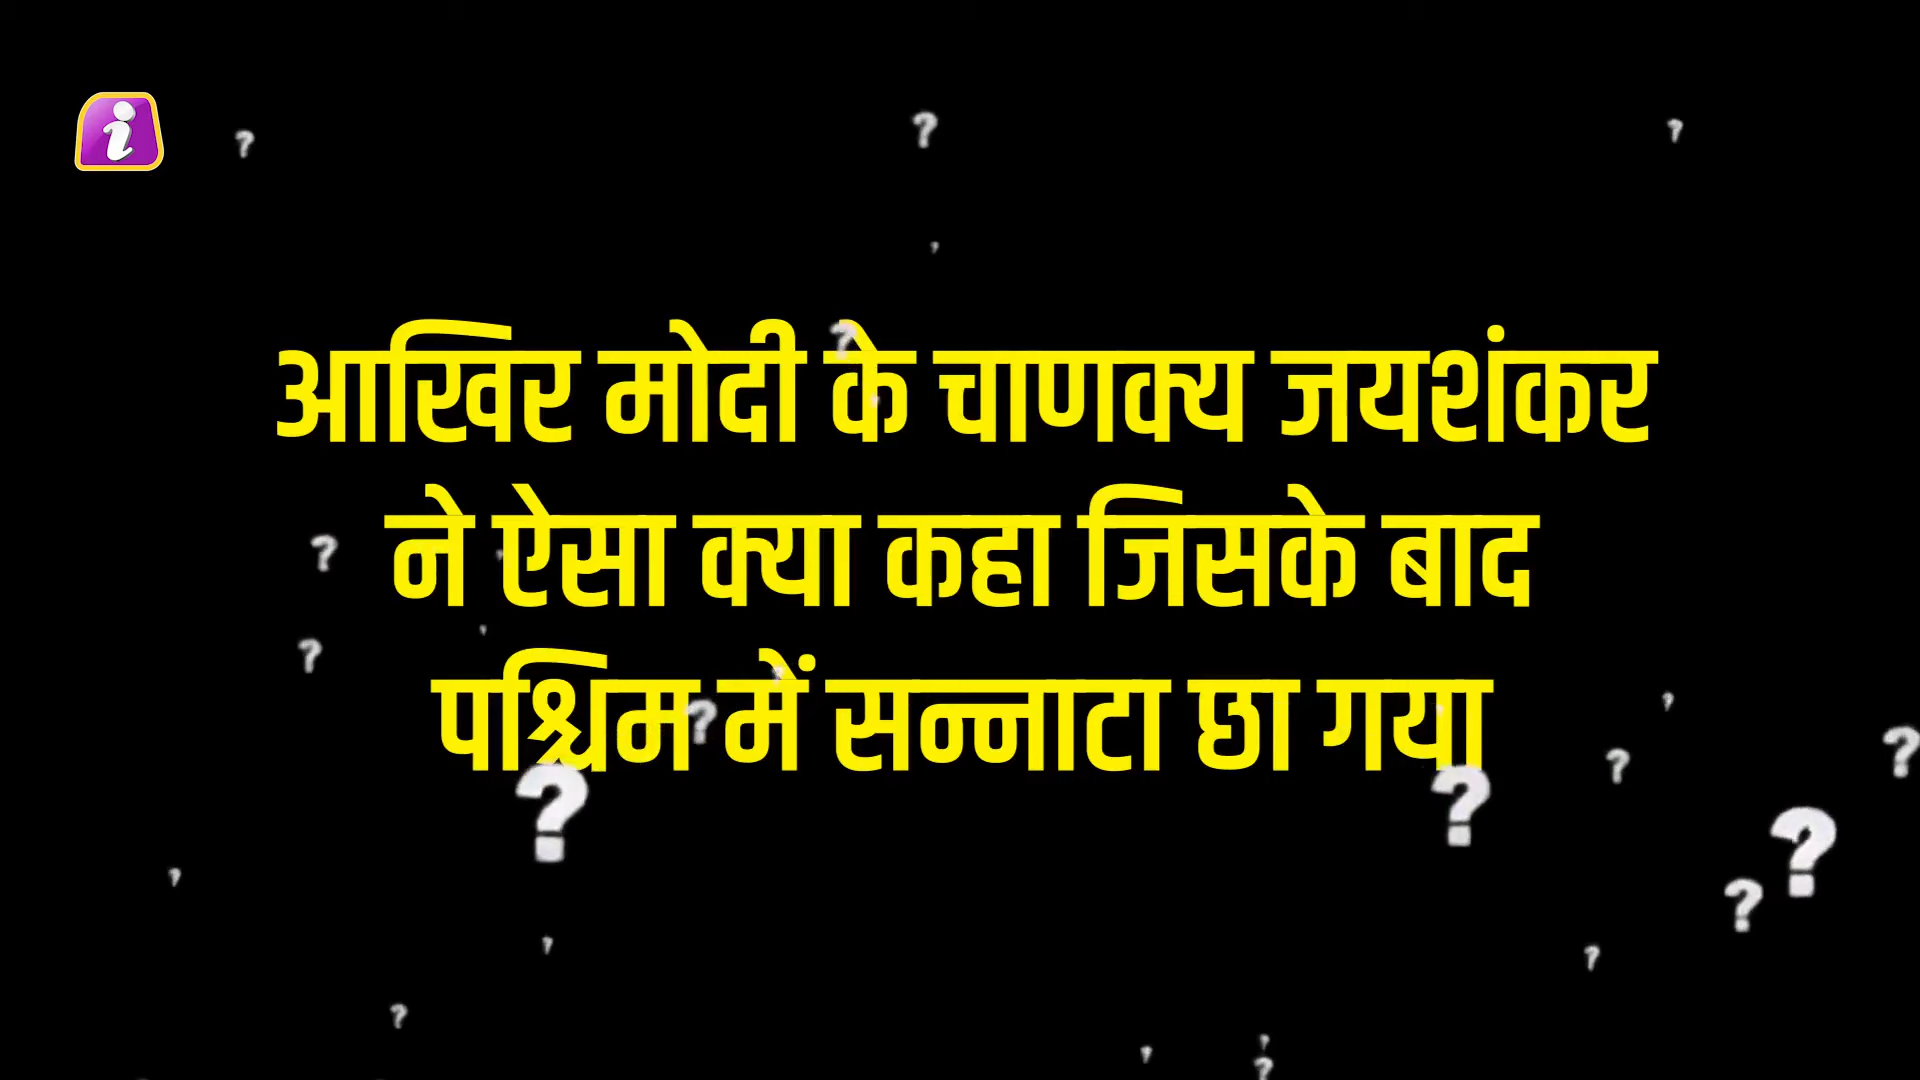 आखिर मोदी के चाणक्य जयशंकर
ने ऐसा क्या कहा जिसके बाद
पश्चिम में सन्नाटा छा गया